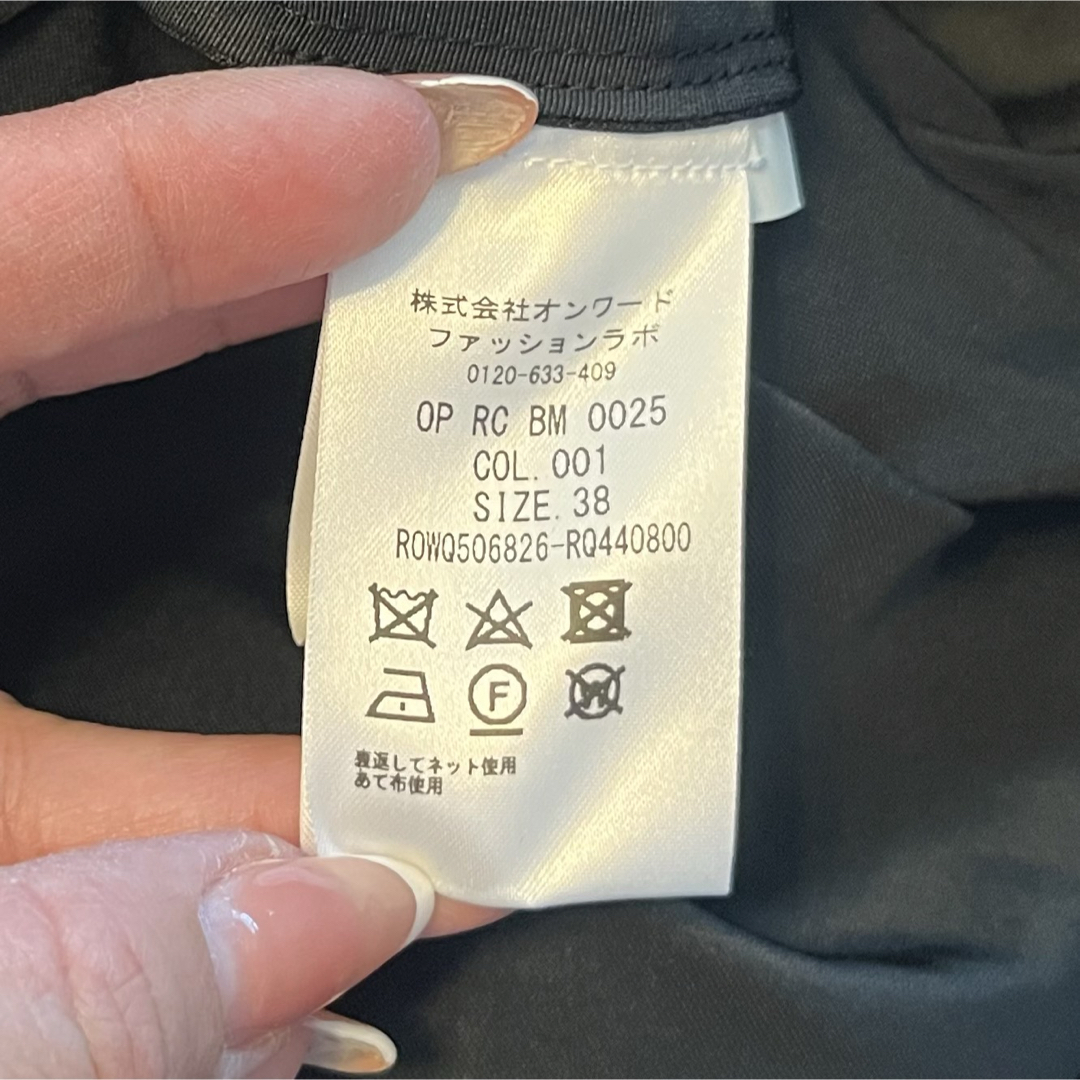 株式会社オンワード
ファッションラボ
0120-633-409
OP RC BM 0025
COL. 001
SIZE. 38
ROWQ506826-RQ440800
F
W
裏返してネット使用
あて布使用